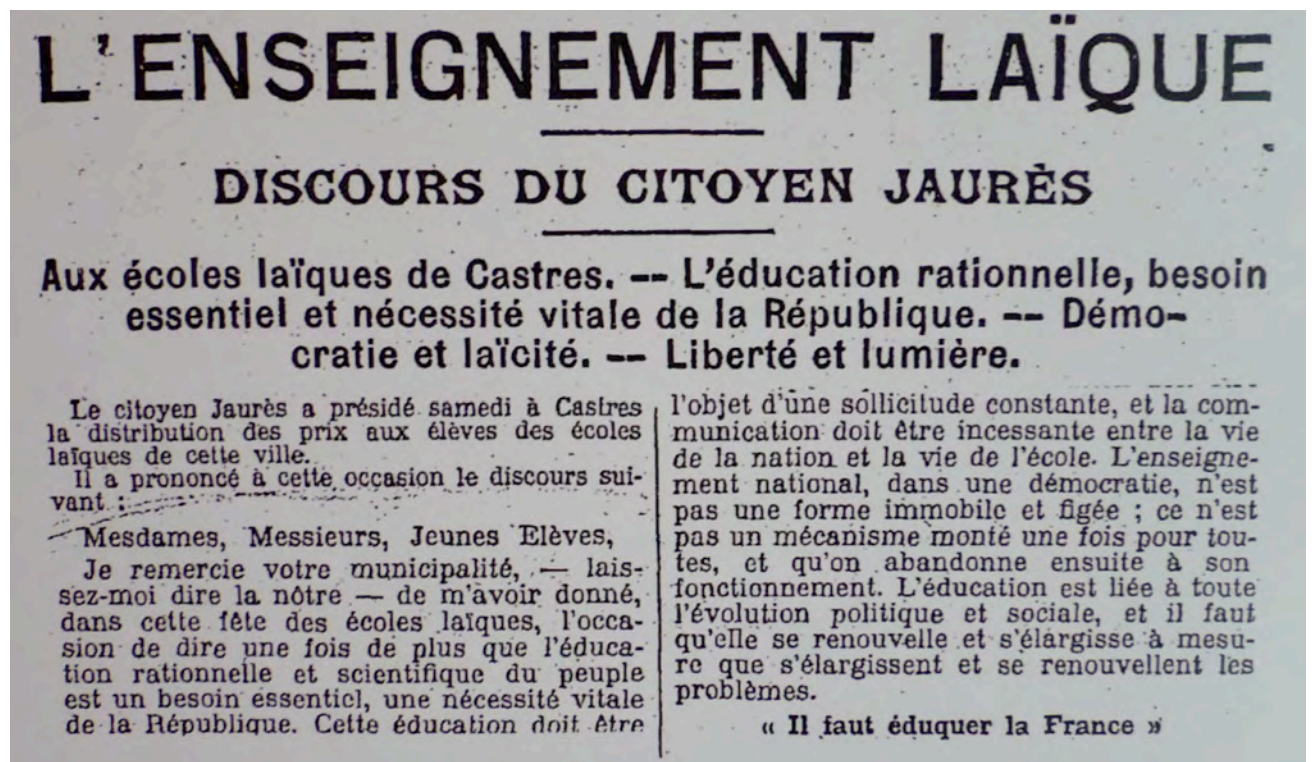 L'ENSEIGNEMENT LAÏQUE
DISCOURS DU CITOYEN JAURÈS
Aux écoles laïques de Castres. -- L'éducation rationnelle, besoin
essentiel et nécessité vitale de la République. -- Démo-
cratie et laïcité. -- Liberté et lumière.
Le citoyen Jaurès a présidé samedi à Castres
la distribution des prix aux élèves des écoles
laïques de cette ville.
Il a prononcé à cette occasion le discours sui-
vant :
Mesdames, Messieurs, Jeunes Elèves,
Je remercie votre municipalité, — lais-
sez-moi dire la nôtre — de m'avoir donné,
dans cette fête des écoles laïques, l'occa-
sion de dire une fois de plus que l'éduca-
tion rationnelle et scientifique du peuple
est un besoin essentiel, une nécessité vitale
de la République. Cette éducation doit être
l'objet d'une sollicitude constante, et la com-
munication doit être incessante entre la vie
de la nation et la vie de l'école. L'enseigne-
ment national, dans une démocratie, n'est
pas une forme immobile et figée ; ce n'est
pas un mécanisme monté une fois pour tou-
tes, et qu'on abandonne ensuite à son
fonctionnement. L'éducation est liée à toute
l'évolution politique et sociale, et il faut
qu'elle se renouvelle et s'élargisse à mesu-
re que s'élargissent et se renouvellent les
problèmes.
« Il faut éduquer la France »